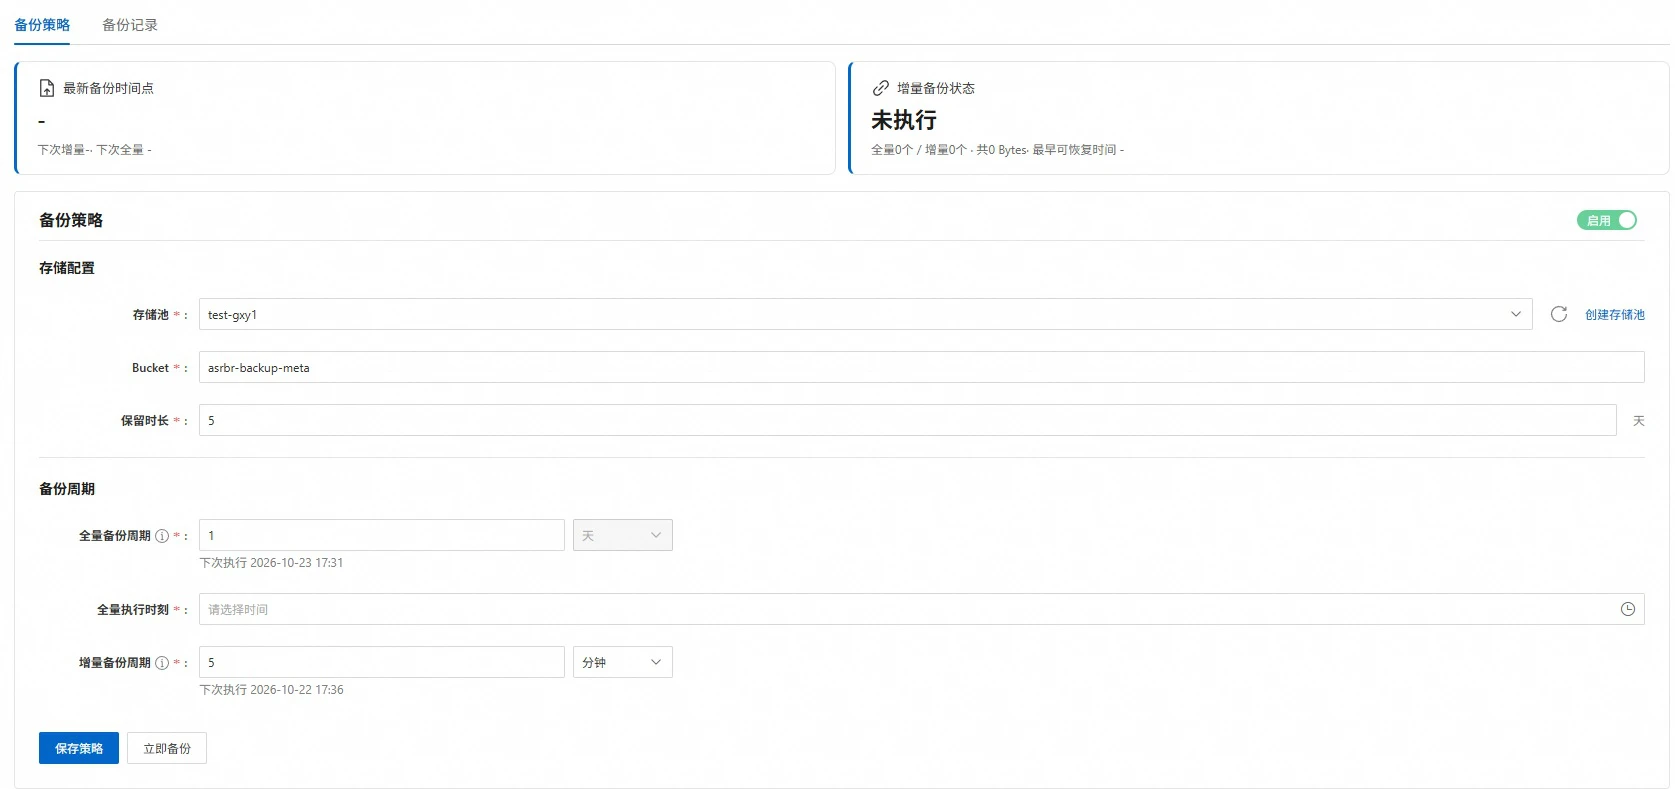 备份策略 备份记录
最新备份时间点
-
下次增量-· 下次全量 -
增量备份状态
未执行
全量0个 / 增量0个 · 共0 Bytes· 最早可恢复时间 -
备份策略 启用
存储配置
存储池 * : test-gxy1 创建存储池
Bucket * : asrbr-backup-meta
保留时长 * : 5 天
备份周期
全量备份周期 * : 1 天
下次执行 2026-10-23 17:31
全量执行时刻 * : 请选择时间
增量备份周期 * : 5 分钟
下次执行 2026-10-22 17:36
保存策略 立即备份